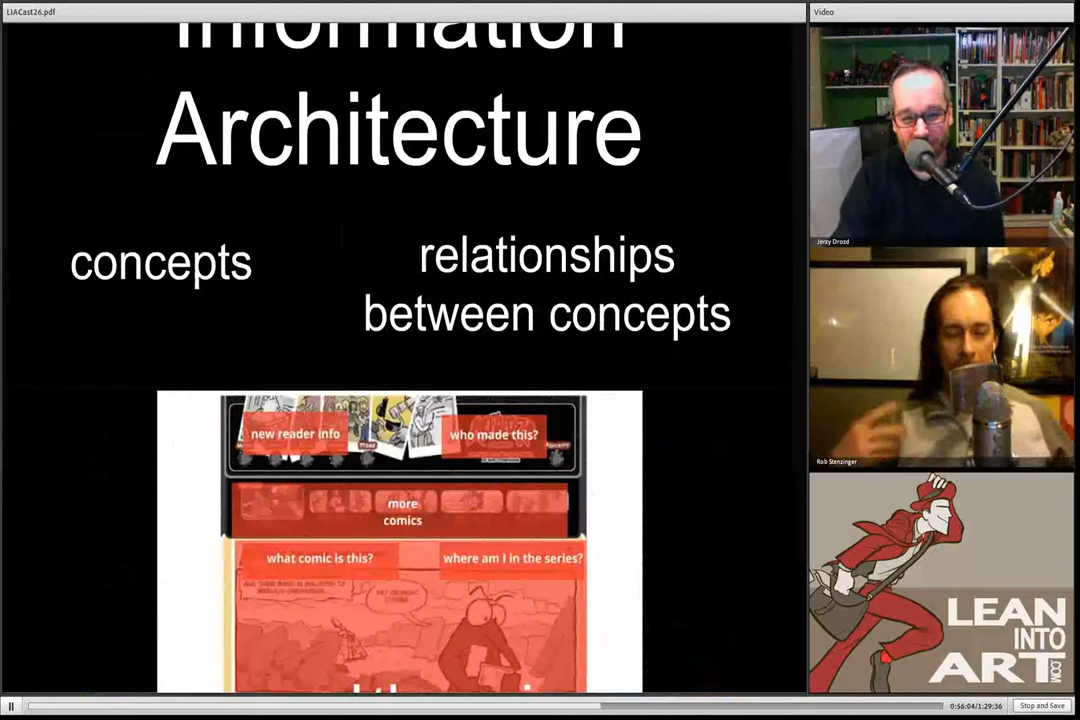 LIACast26.pdf
Information
Architecture
concepts
relationships
between concepts
new reader info
who made this?
more
comics
what comic is this?
where am I in the series?
Video
Jerzy Drozd
Rob Stenzinger
LEAN
INTO
ART.COM
0:56:04/1:29:36
Stop and Save